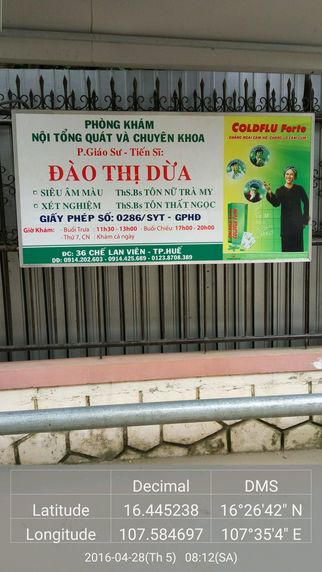 PHÒNG KHÁM
NỘI TỔNG QUÁT VÀ CHUYÊN KHOA
P.Giáo Sư - Tiến Sĩ:
ĐÀO THỊ DỪA
SIÊU ÂM MÀU ThS.Bs TÔN NỮ TRÀ MY
XÉT NGHIỆM ThS.Bs TÔN THẤT NGỌC
GIẤY PHÉP SỐ: 0286/SYT - GPHĐ
Giờ Khám: - Buổi Trưa : 11h30 - 13h00 - Buổi Chiều: 17h00 - 20h00
- Thứ 7, CN : Khám cả ngày
ĐC: 36 CHẾ LAN VIÊN - TP.HUẾ
DĐ: 0914.202.603 - 0914.425.689 - 0123.8708.389
COLDFLU Forte
Decimal DMS
Latitude 16.445238 16°26'42" N
Longitude 107.584697 107°35'4" E
2016-04-28(Th 5) 08:12(SA)